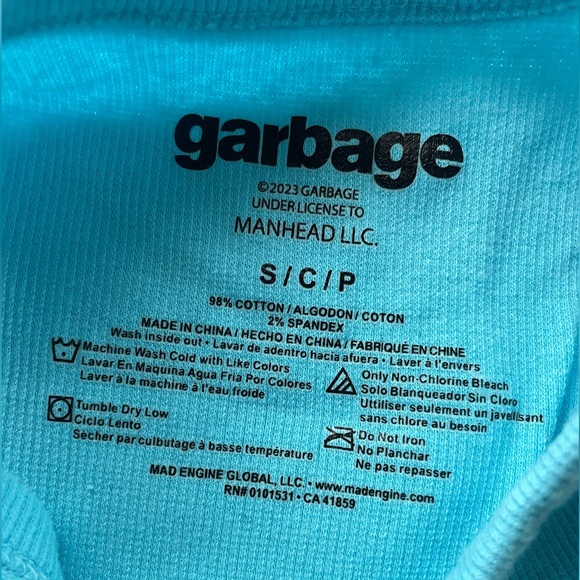 garbage
©2023 GARBAGE
UNDER LICENSE TO
MANHEAD LLC.
S / C / P
98% COTTON / ALGODON / COTON
2% SPANDEX
MADE IN CHINA / HECHO EN CHINA / FABRIQUÉ EN CHINE
Wash inside out • Lavar de adentro hacia afuera • Laver à l'envers
Machine Wash Cold with Like Colors
Lavar En Maquina Agua Fria Por Colores
Laver à la machine à l'eau froide
Only Non-Chlorine Bleach
Solo Blanqueador Sin Cloro
Uttiliser seulement un javelisant
sans chlore au besoin
Tumble Dry Low
Ciclo Lento
Sécher par culbutage à basse température
Do Not Iron
No Planchar
Ne pas repasser
MAD ENGINE GLOBAL, LLC. • www.madengine.com
RN# 0101531 • CA 41859